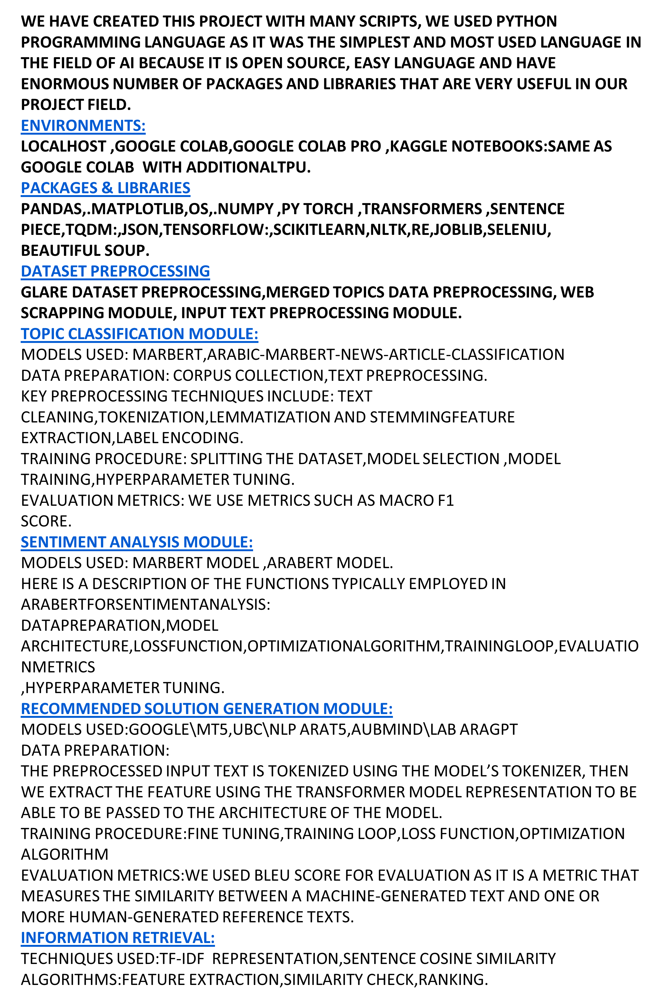 WE HAVE CREATED THIS PROJECT WITH MANY SCRIPTS, WE USED PYTHON
PROGRAMMING LANGUAGE AS IT WAS THE SIMPLEST AND MOST USED LANGUAGE IN
THE FIELD OF AI BECAUSE IT IS OPEN SOURCE, EASY LANGUAGE AND HAVE
ENORMOUS NUMBER OF PACKAGES AND LIBRARIES THAT ARE VERY USEFUL IN OUR
PROJECT FIELD.
ENVIRONMENTS:
LOCALHOST ,GOOGLE COLAB,GOOGLE COLAB PRO ,KAGGLE NOTEBOOKS:SAME AS
GOOGLE COLAB  WITH ADDITIONALTPU.
PACKAGES & LIBRARIES
PANDAS,.MATPLOTLIB,OS,.NUMPY ,PY TORCH ,TRANSFORMERS ,SENTENCE
PIECE,TQDM:,JSON,TENSORFLOW:,SCIKITLEARN,NLTK,RE,JOBLIB,SELENIU,
BEAUTIFUL SOUP.
DATASET PREPROCESSING
GLARE DATASET PREPROCESSING,MERGED TOPICS DATA PREPROCESSING, WEB
SCRAPPING MODULE, INPUT TEXT PREPROCESSING MODULE.
TOPIC CLASSIFICATION MODULE:
MODELS USED: MARBERT,ARABIC-MARBERT-NEWS-ARTICLE-CLASSIFICATION
DATA PREPARATION: CORPUS COLLECTION,TEXT PREPROCESSING.
KEY PREPROCESSING TECHNIQUES INCLUDE: TEXT
CLEANING,TOKENIZATION,LEMMATIZATION AND STEMMINGFEATURE
EXTRACTION,LABEL ENCODING.
TRAINING PROCEDURE: SPLITTING THE DATASET,MODEL SELECTION ,MODEL
TRAINING,HYPERPARAMETER TUNING.
EVALUATION METRICS: WE USE METRICS SUCH AS MACRO F1
SCORE.
SENTIMENT ANALYSIS MODULE:
MODELS USED: MARBERT MODEL ,ARABERT MODEL.
HERE IS A DESCRIPTION OF THE FUNCTIONS TYPICALLY EMPLOYED IN
ARABERTFORSENTIMENTANALYSIS:
DATAPREPARATION,MODEL
ARCHITECTURE,LOSSFUNCTION,OPTIMIZATIONALGORITHM,TRAININGLOOP,EVALUATIO
NMETRICS
,HYPERPARAMETER TUNING.
RECOMMENDED SOLUTION GENERATION MODULE:
MODELS USED:GOOGLE\MT5,UBC\NLP ARAT5,AUBMIND\LAB ARAGPT
DATA PREPARATION:
THE PREPROCESSED INPUT TEXT IS TOKENIZED USING THE MODEL’S TOKENIZER, THEN
WE EXTRACT THE FEATURE USING THE TRANSFORMER MODEL REPRESENTATION TO BE
ABLE TO BE PASSED TO THE ARCHITECTURE OF THE MODEL.
TRAINING PROCEDURE:FINE TUNING,TRAINING LOOP,LOSS FUNCTION,OPTIMIZATION
ALGORITHM
EVALUATION METRICS:WE USED BLEU SCORE FOR EVALUATION AS IT IS A METRIC THAT
MEASURES THE SIMILARITY BETWEEN A MACHINE-GENERATED TEXT AND ONE OR
MORE HUMAN-GENERATED REFERENCE TEXTS.
INFORMATION RETRIEVAL:
TECHNIQUES USED:TF-IDF  REPRESENTATION,SENTENCE COSINE SIMILARITY
ALGORITHMS:FEATURE EXTRACTION,SIMILARITY CHECK,RANKING.